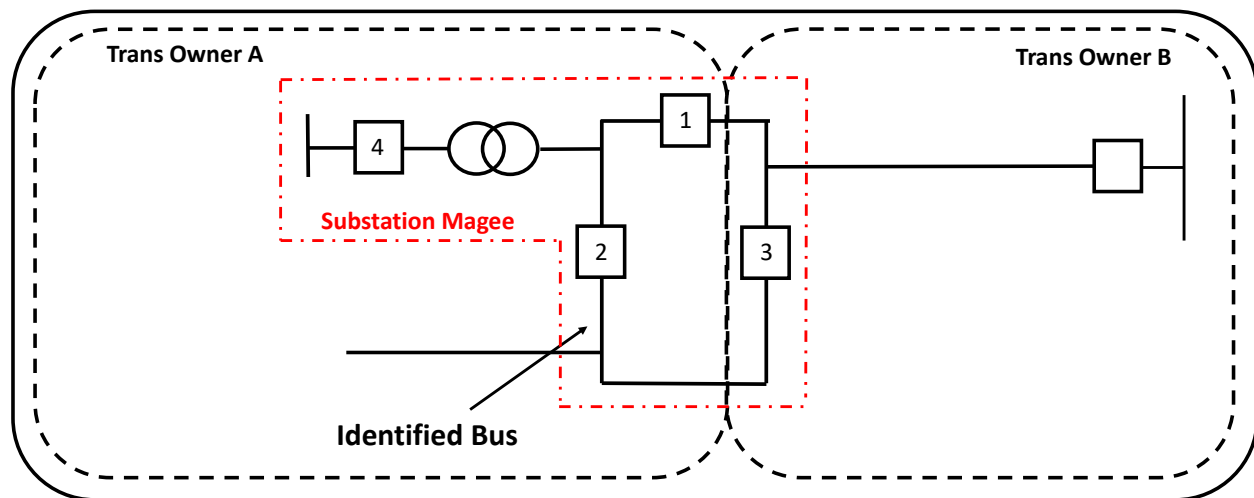 Trans Owner A
Trans Owner B
1
4
Substation Magee
2
3
Identified Bus